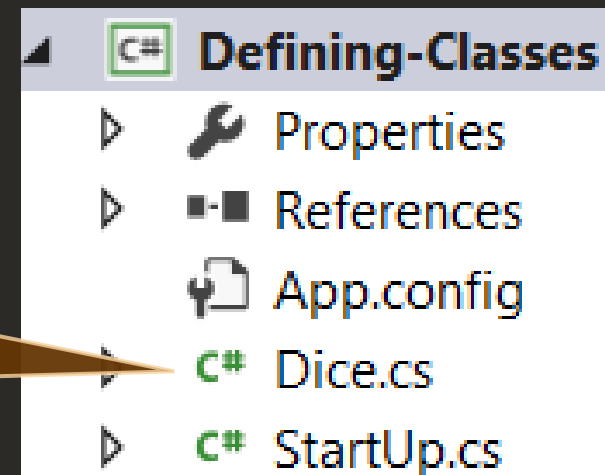 C# Defining-Classes
Properties
References
App.config
C# Dice.cs
C# StartUp.cs